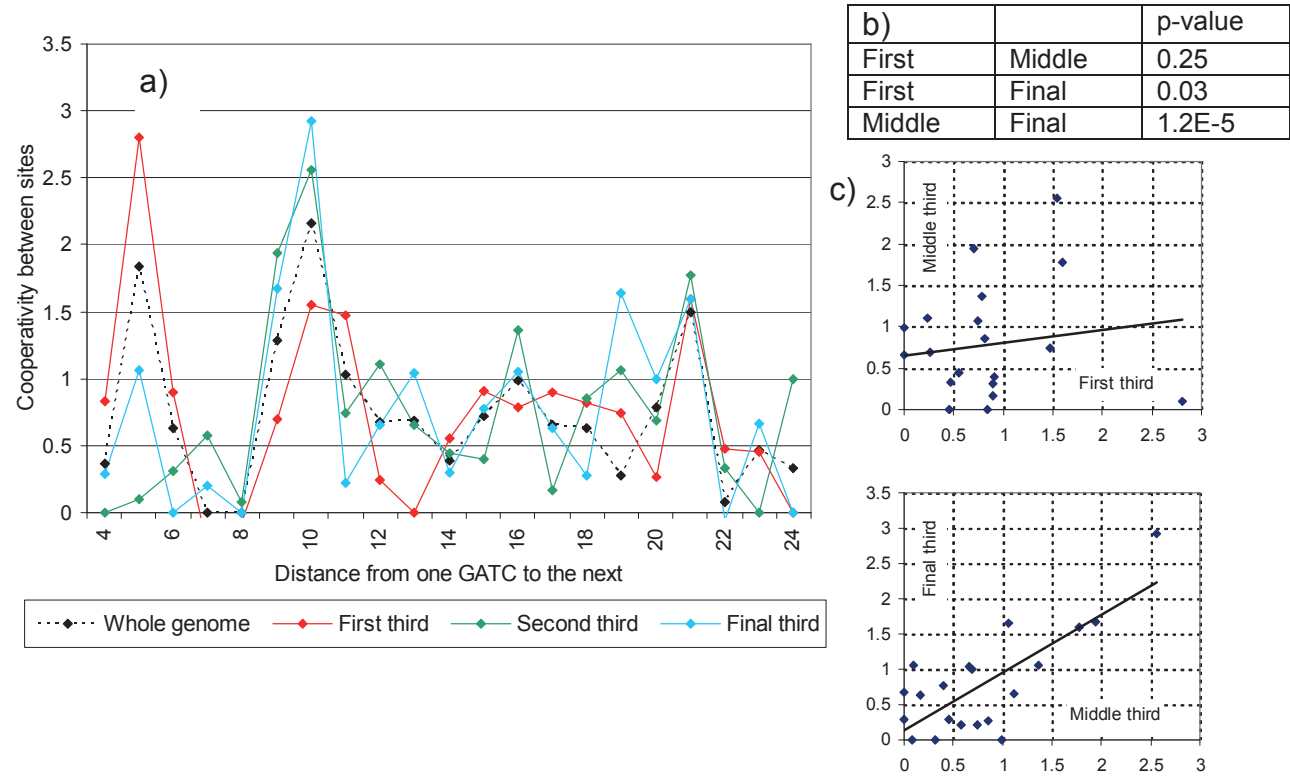 a)
Cooperativity between sites
3.5
3
2.5
2
1.5
1
0.5
0
4
6
8
10
12
14
16
18
20
22
24
Distance from one GATC to the next
Whole genome
First third
Second third
Final third
b)
p-value
First Middle 0.25
First Final 0.03
Middle Final 1.2E-5
c)
3
2.5
2
1.5
1
0.5
0
Middle third
First third
0 0.5 1 1.5 2 2.5 3
3.5
3
2.5
2
1.5
1
0.5
0
Final third
Middle third
0 0.5 1 1.5 2 2.5 3